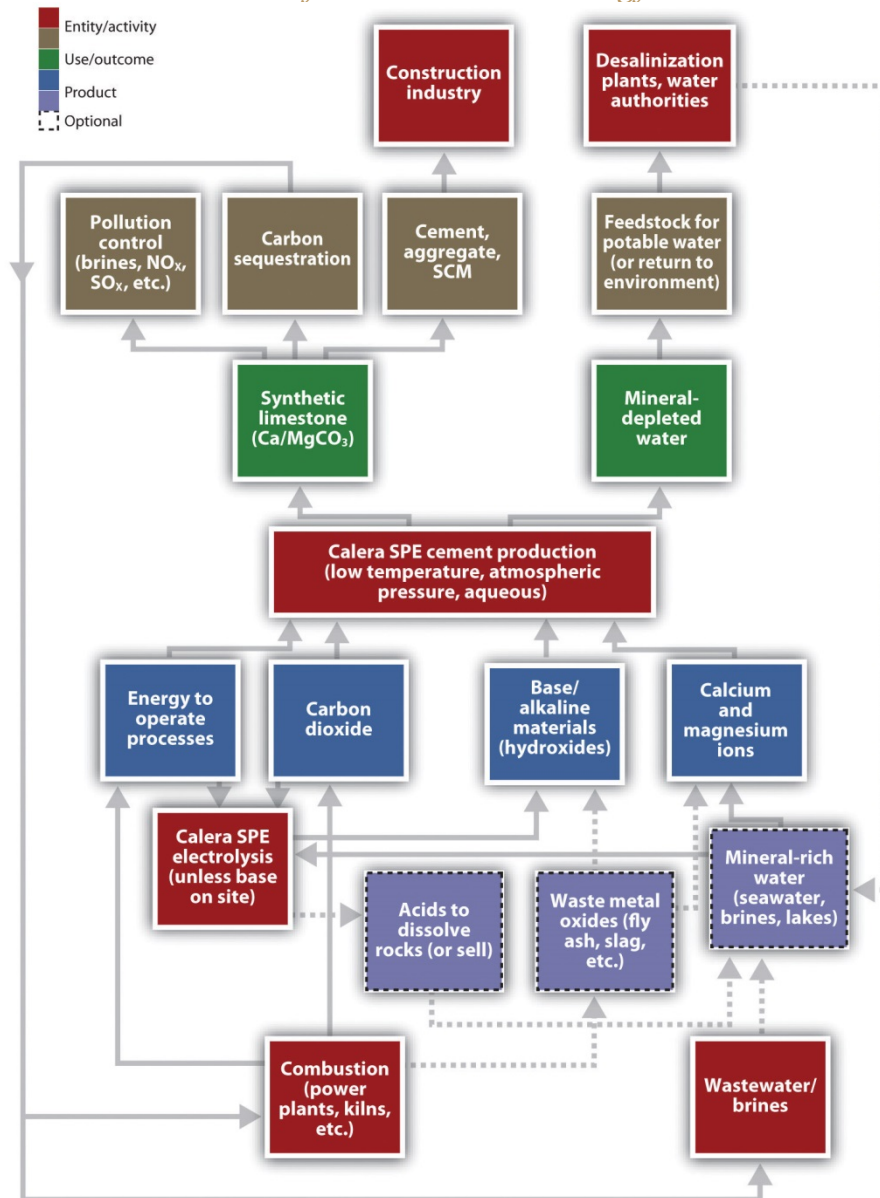 Entity/activity
Use/outcome
Product
Optional
Construction
industry
Desalinization
plants, water
authorities
Pollution
control
(brines, NOₓ,
SOₓ, etc.)
Carbon
sequestration
Cement,
aggregate,
SCM
Feedstock for
potable water
(or return to
environment)
Synthetic
limestone
(Ca/MgCO₃)
Mineral-
depleted
water
Calera SPE cement production
(low temperature, atmospheric
pressure, aqueous)
Energy to
operate
processes
Carbon
dioxide
Base/
alkaline
materials
(hydroxides)
Calcium and
magnesium
ions
Calera SPE
electrolysis
(unless base
on site)
Acids to
dissolve
rocks (or sell)
Waste metal
oxides (fly
ash, slag,
etc.)
Mineral-rich
water
(seawater,
brines, lakes)
Combustion
(power
plants, kilns,
etc.)
Wastewater/
brines